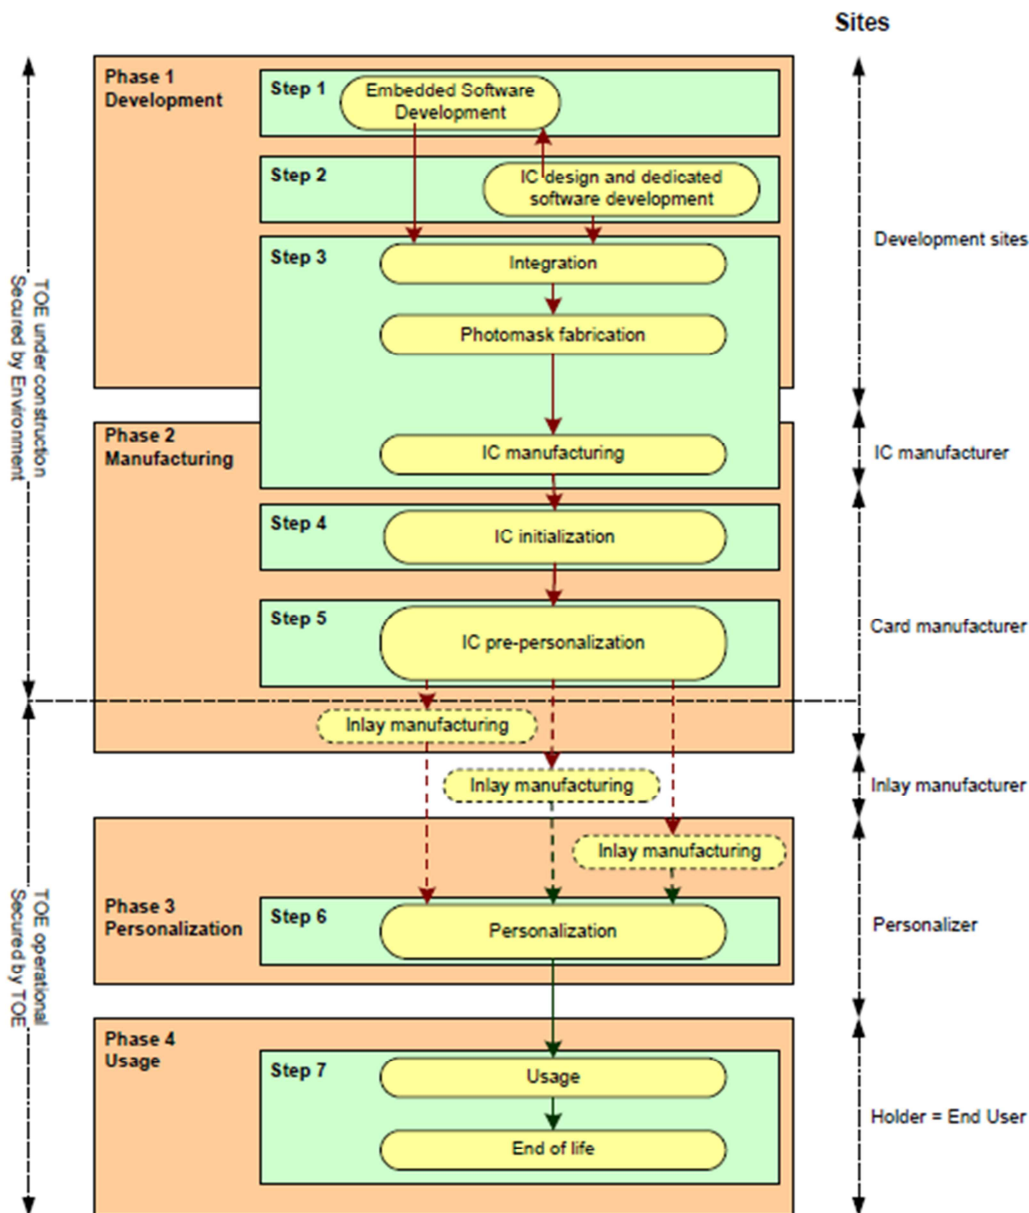 Sites
Phase 1
Development
Step 1
Embedded Software
Development
Step 2
IC design and dedicated
software development
Step 3
Integration
Photomask fabrication
Development sites
TOE under construction
Secured by Environment
Phase 2
Manufacturing
IC manufacturing
IC manufacturer
Step 4
IC initialization
Step 5
IC pre-personalization
Card manufacturer
Inlay manufacturing
Inlay manufacturing
Inlay manufacturer
Inlay manufacturing
Phase 3
Personalization
Step 6
Personalization
Personalizer
TOE operational
Secured by TOE
Phase 4
Usage
Step 7
Usage
End of life
Holder = End User